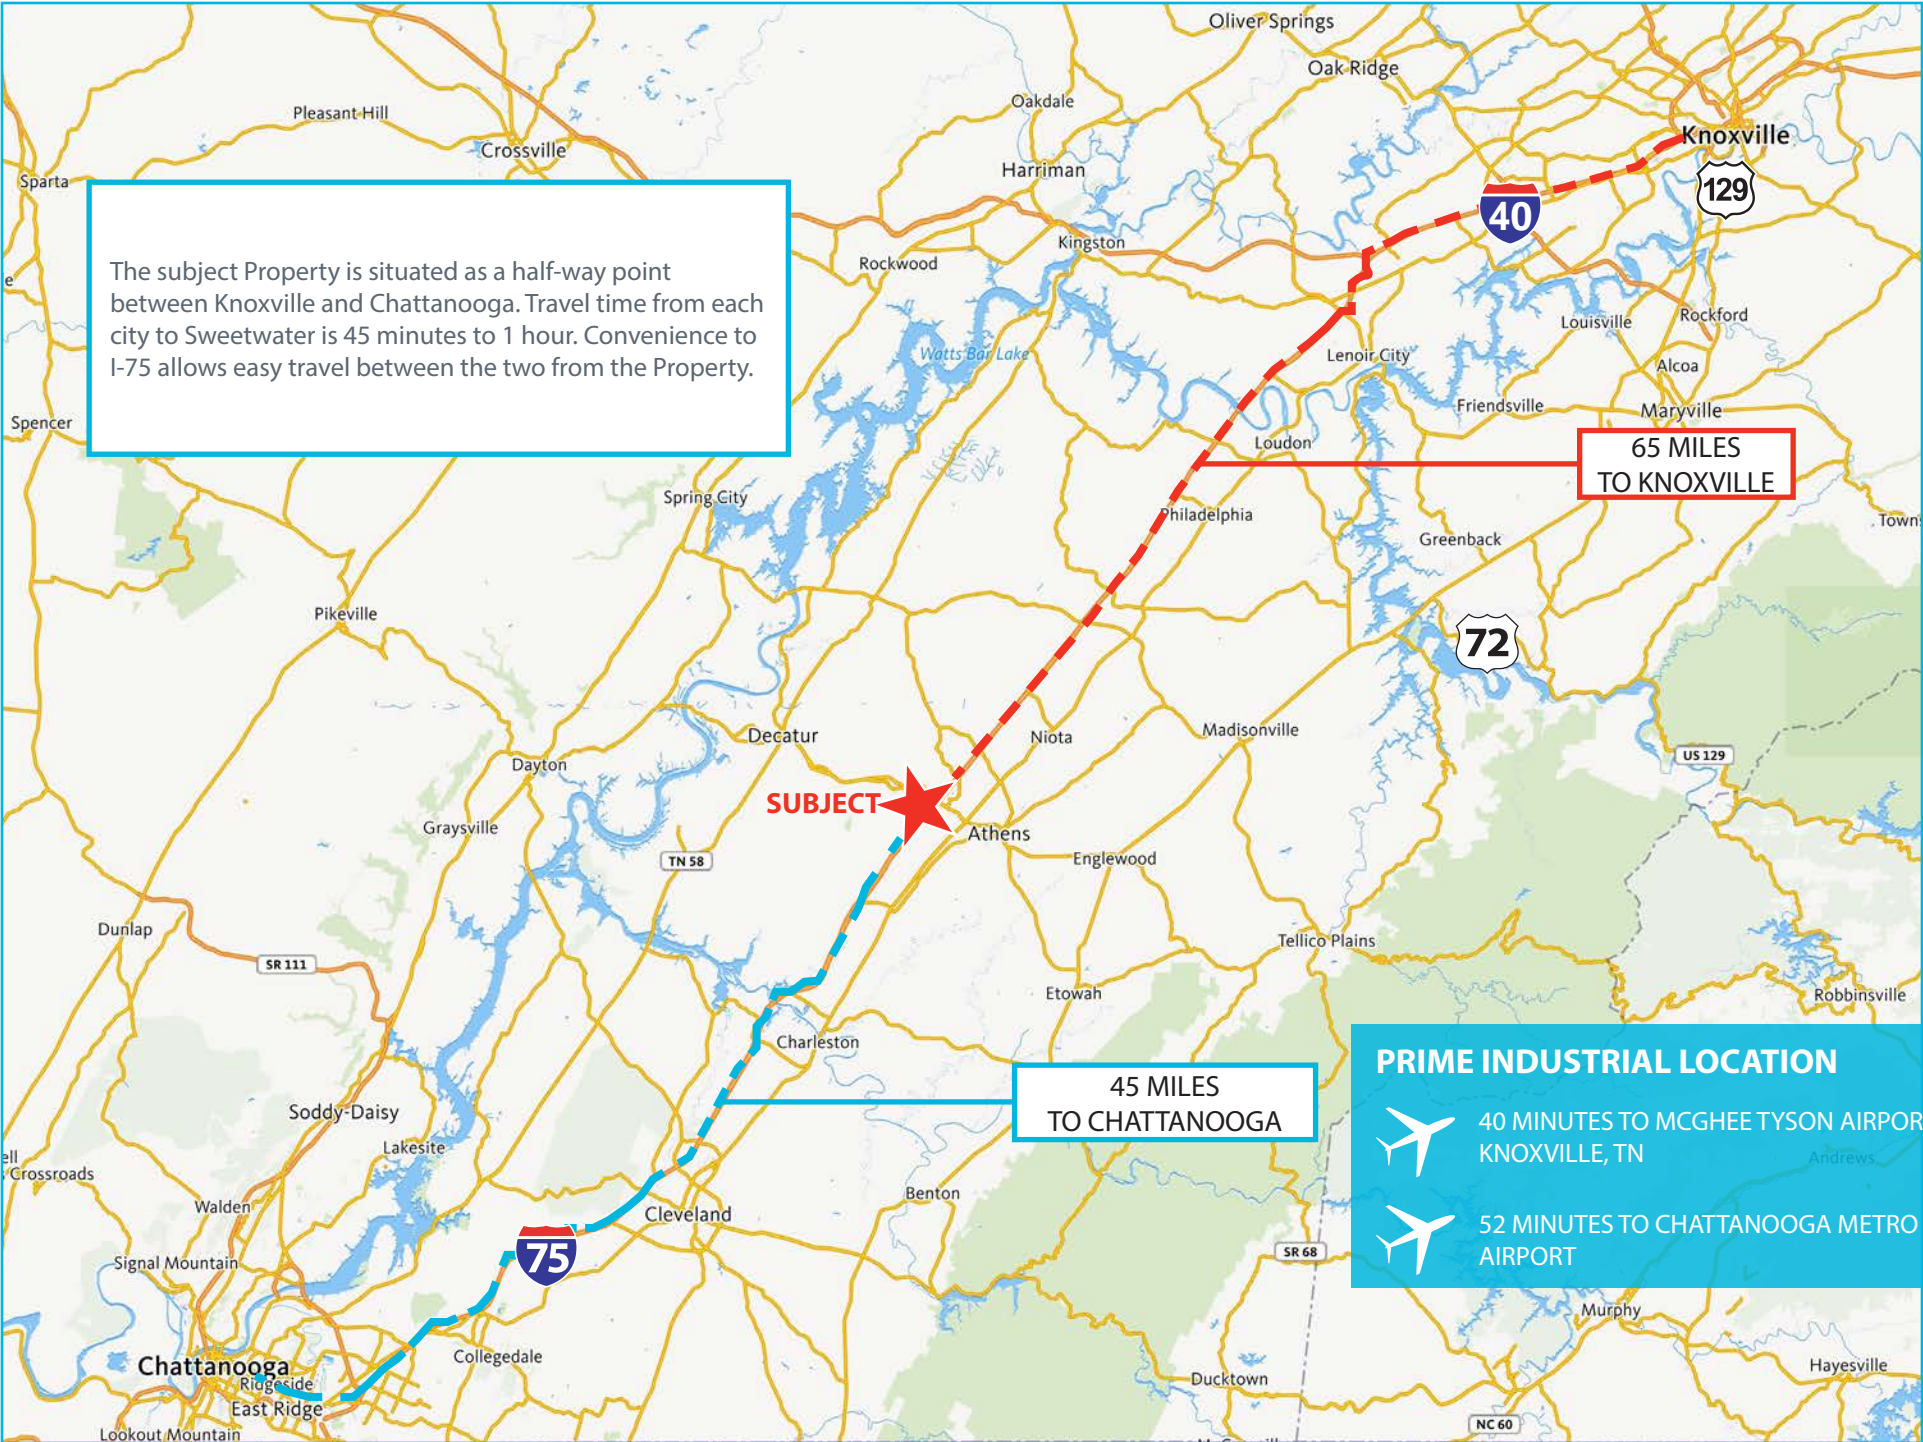 Oliver Springs
Oak Ridge
Oakdale
Pleasant Hill
Crossville
Knoxville
Harriman
Sparta
129
40
Kingston
Rockwood
The subject Property is situated as a half-way point
between Knoxville and Chattanooga. Travel time from each
city to Sweetwater is 45 minutes to 1 hour. Convenience to
I-75 allows easy travel between the two from the Property.
Louisville
Rockford
Watts Bar Lake
Lenoir City
Alcoa
Friendsville
Maryville
Spencer
Loudon
65 MILES
TO KNOXVILLE
Spring City
Philadelphia
Town
Greenback
Pikeville
72
Decatur
Niota
Madisonville
Dayton
US 129
SUBJECT
Graysville
Athens
TN 58
Englewood
Dunlap
Tellico Plains
SR 111
Etowah
Robbinsville
Charleston
PRIME INDUSTRIAL LOCATION
45 MILES
TO CHATTANOOGA
40 MINUTES TO MCGHEE TYSON AIRPOR
KNOXVILLE, TN
Andrews
Soddy-Daisy
Lakesite
ell
Crossroads
Walden
Benton
Cleveland
52 MINUTES TO CHATTANOOGA METRO
AIRPORT
75
SR 68
Signal Mountain
Murphy
Collegedale
Chattanooga
Ridgeside
East Ridge
Hayesville
Ducktown
Lookout Mountain
NC 60